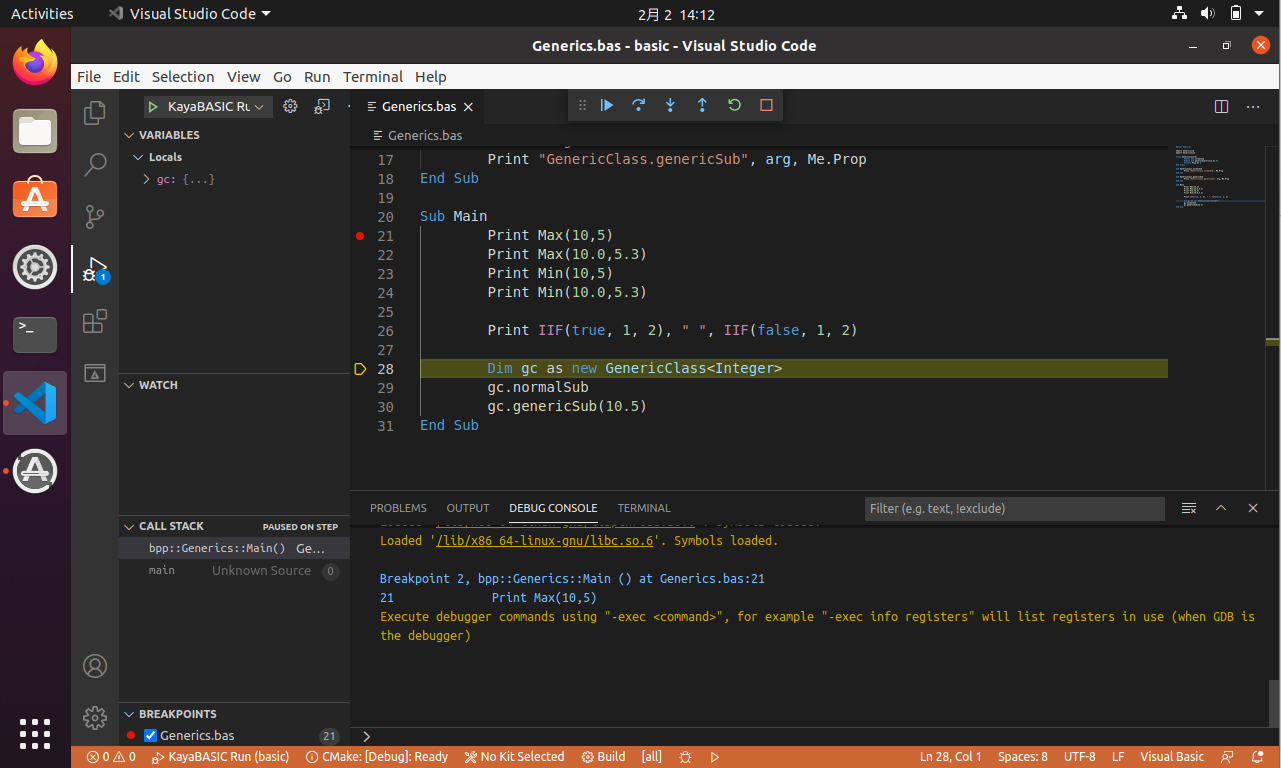 Activities Visual Studio Code 2月 2 14:12
Generics.bas - basic - Visual Studio Code
File Edit Selection View Go Run Terminal Help
KayaBASIC Ru
Generics.bas
VARIABLES
Locals
gc: {...}
WATCH
CALL STACK PAUSED ON STEP
bpp::Generics::Main() Ge...
main Unknown Source 0
BREAKPOINTS
Generics.bas 21
Generics.bas
17 Print "GenericClass.genericSub", arg, Me.Prop
18 End Sub
19
20 Sub Main
21 Print Max(10,5)
22 Print Max(10.0,5.3)
23 Print Min(10,5)
24 Print Min(10.0,5.3)
25
26 Print IIF(true, 1, 2), " ", IIF(false, 1, 2)
27
28 Dim gc as new GenericClass<Integer>
29 gc.normalSub
30 gc.genericSub(10.5)
31 End Sub
PROBLEMS OUTPUT DEBUG CONSOLE TERMINAL Filter (e.g. text, !exclude)
Loaded '/lib/x86_64-linux-gnu/libc.so.6'. Symbols loaded.
Breakpoint 2, bpp::Generics::Main () at Generics.bas:21
21 Print Max(10,5)
Execute debugger commands using "-exec <command>", for example "-exec info registers" will list registers in use (when GDB is
the debugger)
0 0 KayaBASIC Run (basic) CMake: [Debug]: Ready No Kit Selected Build [all] Ln 28, Col 1 Spaces: 8 UTF-8 LF Visual Basic